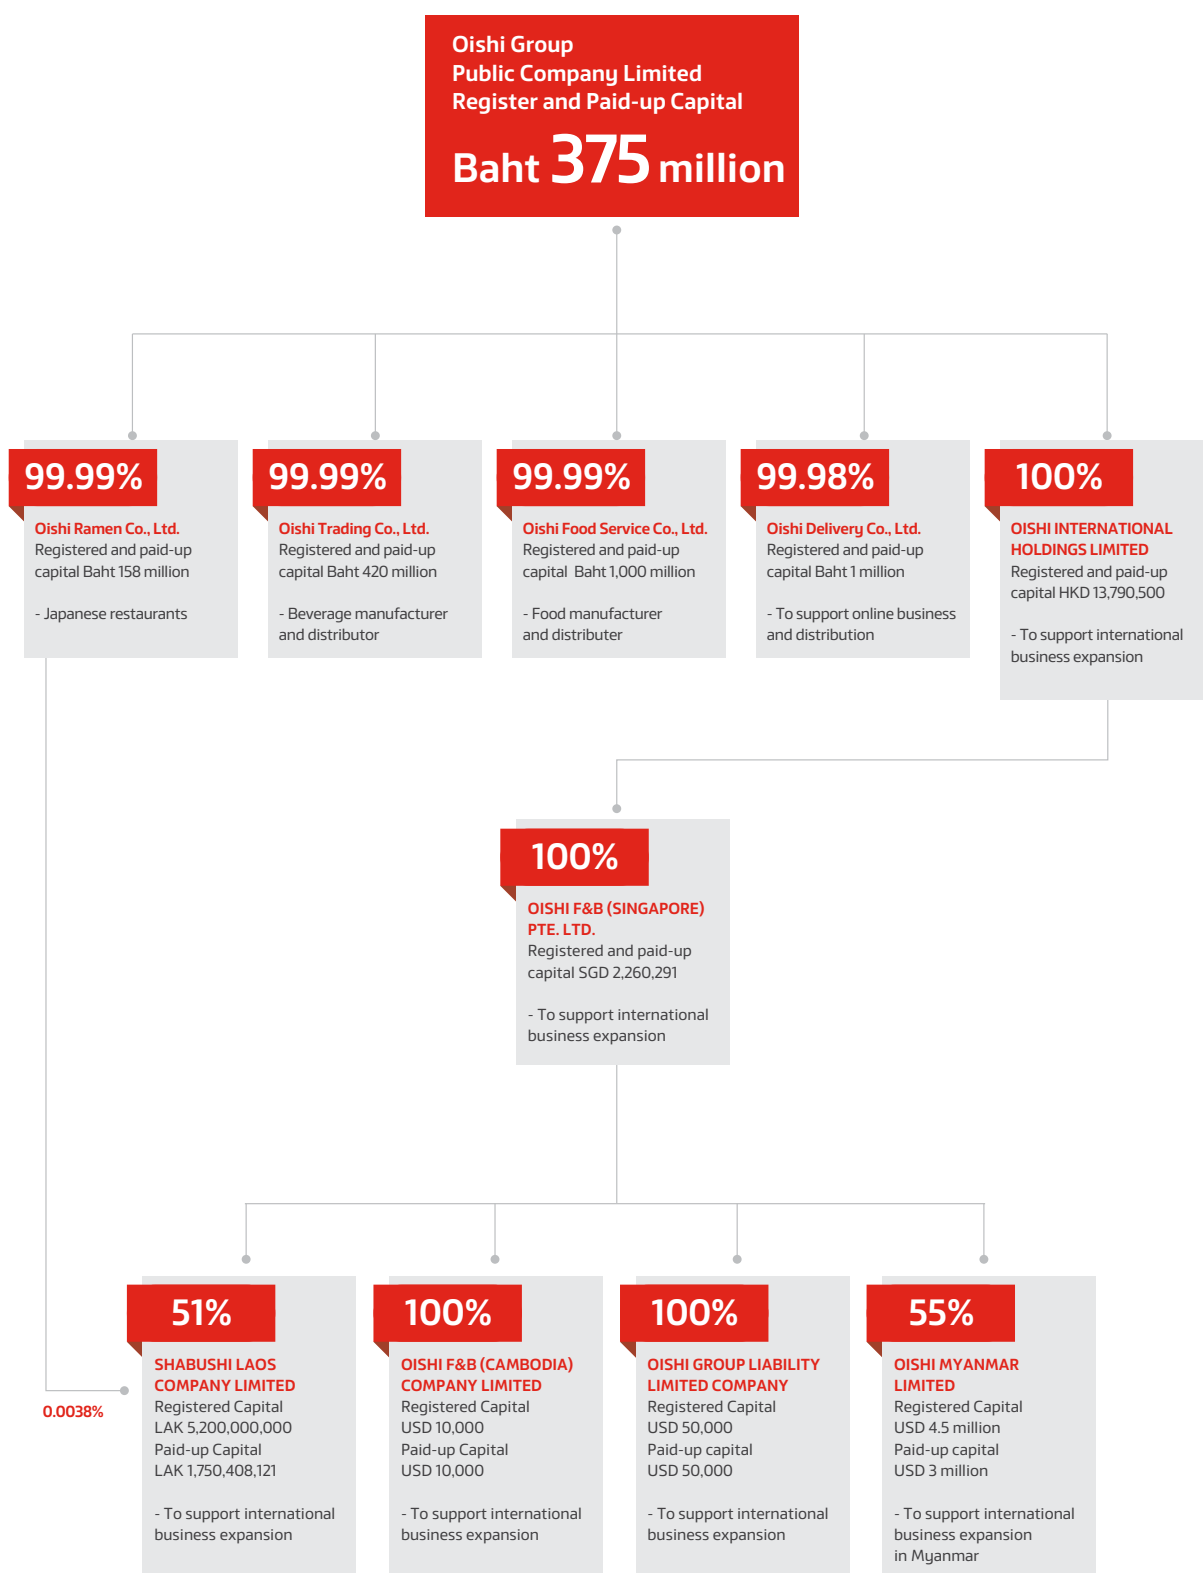 Oishi Group
Public Company Limited
Register and Paid-up Capital
Baht 375 million
99.99%
Oishi Ramen Co., Ltd.
Registered and paid-up
capital Baht 158 million
- Japanese restaurants
99.99%
Oishi Trading Co., Ltd.
Registered and paid-up
capital Baht 420 million
- Beverage manufacturer
and distributor
99.99%
Oishi Food Service Co., Ltd.
Registered and paid-up
capital Baht 1,000 million
- Food manufacturer
and distributer
99.98%
Oishi Delivery Co., Ltd.
Registered and paid-up
capital Baht 1 million
- To support online business
and distribution
100%
OISHI INTERNATIONAL
HOLDINGS LIMITED
Registered and paid-up
capital HKD 13,790,500
- To support international
business expansion
100%
OISHI F&B (SINGAPORE)
PTE. LTD.
Registered and paid-up
capital SGD 2,260,291
- To support international
business expansion
0.0038%
51%
SHABUSHI LAOS
COMPANY LIMITED
Registered Capital
LAK 5,200,000,000
Paid-up Capital
LAK 1,750,408,121
- To support international
business expansion
100%
OISHI F&B (CAMBODIA)
COMPANY LIMITED
Registered Capital
USD 10,000
Paid-up Capital
USD 10,000
- To support international
business expansion
100%
OISHI GROUP LIABILITY
LIMITED COMPANY
Registered Capital
USD 50,000
Paid-up capital
USD 50,000
- To support international
business expansion
55%
OISHI MYANMAR
LIMITED
Registered Capital
USD 4.5 million
Paid-up capital
USD 3 million
- To support international
business expansion
in Myanmar